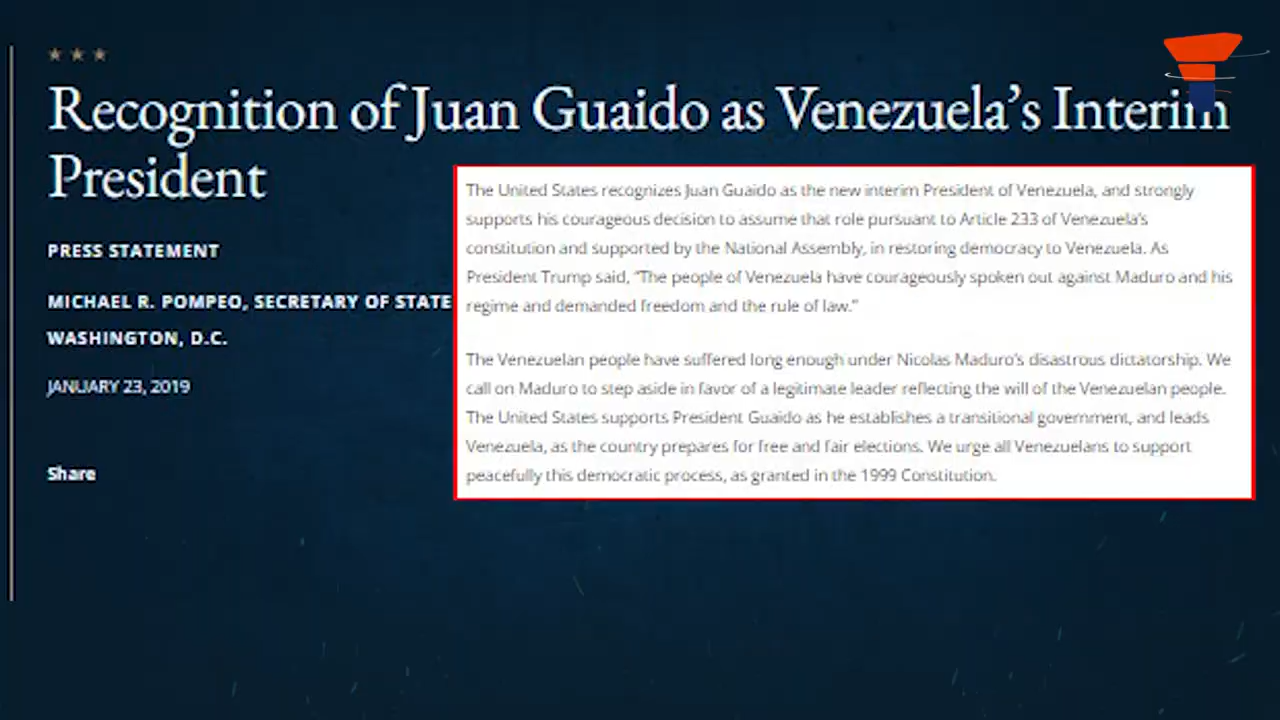 Recognition of Juan Guaido as Venezuela's Interim
President
PRESS STATEMENT
MICHAEL R. POMPEO, SECRETARY OF STATE
WASHINGTON, D.C.
JANUARY 23, 2019
Share
The United States recognizes Juan Guaido as the new interim President of Venezuela, and strongly
supports his courageous decision to assume that role pursuant to Article 233 of Venezuela's
constitution and supported by the National Assembly, in restoring democracy to Venezuela. As
President Trump said, “The people of Venezuela have courageously spoken out against Maduro and his
regime and demanded freedom and the rule of law.”
The Venezuelan people have suffered long enough under Nicolas Maduro's disastrous dictatorship. We
call on Maduro to step aside in favor of a legitimate leader reflecting the will of the Venezuelan people.
The United States supports President Guaido as he establishes a transitional government, and leads
Venezuela, as the country prepares for free and fair elections. We urge all Venezuelans to support
peacefully this democratic process, as granted in the 1999 Constitution.